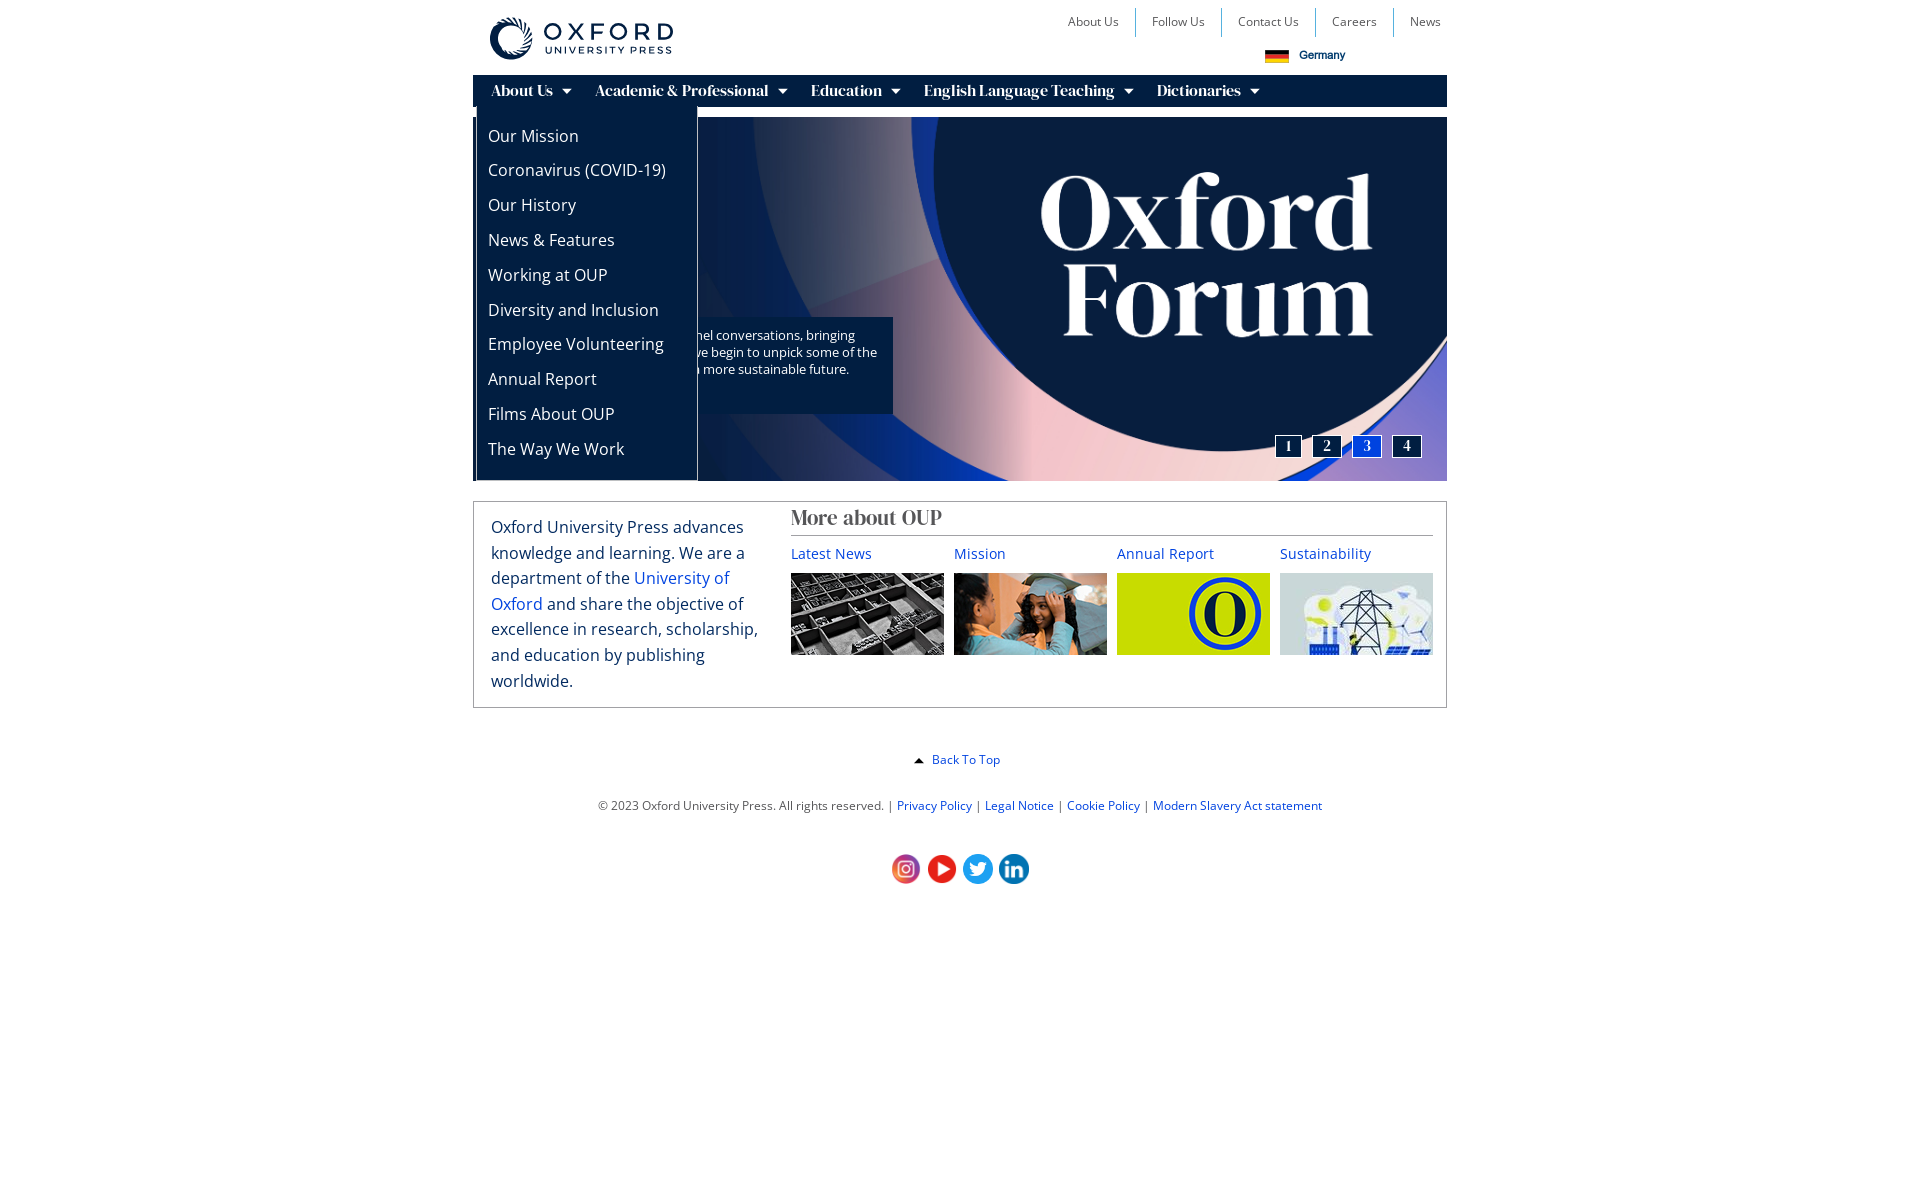 OXFORD
UNIVERSITY PRESS
About Us
Follow Us
Contact Us
Careers
News
Germany
About Us
Academic & Professional
Education
English Language Teaching
Dictionaries
Our Mission
Coronavirus (COVID-19)
Our History
News & Features
Working at OUP
Diversity and Inclusion
Employee Volunteering
Annual Report
Films About OUP
The Way We Work
Oxford
Forum
conversations, bringing
begin to unpick some of the
more sustainable future.
1 2 3 4
Oxford University Press advances
knowledge and learning. We are a
department of the University of
Oxford and share the objective of
excellence in research, scholarship,
and education by publishing
worldwide.
More about OUP
Latest News
Mission
Annual Report
Sustainability
O
Back To Top
© 2023 Oxford University Press. All rights reserved. | Privacy Policy | Legal Notice | Cookie Policy | Modern Slavery Act statement
in